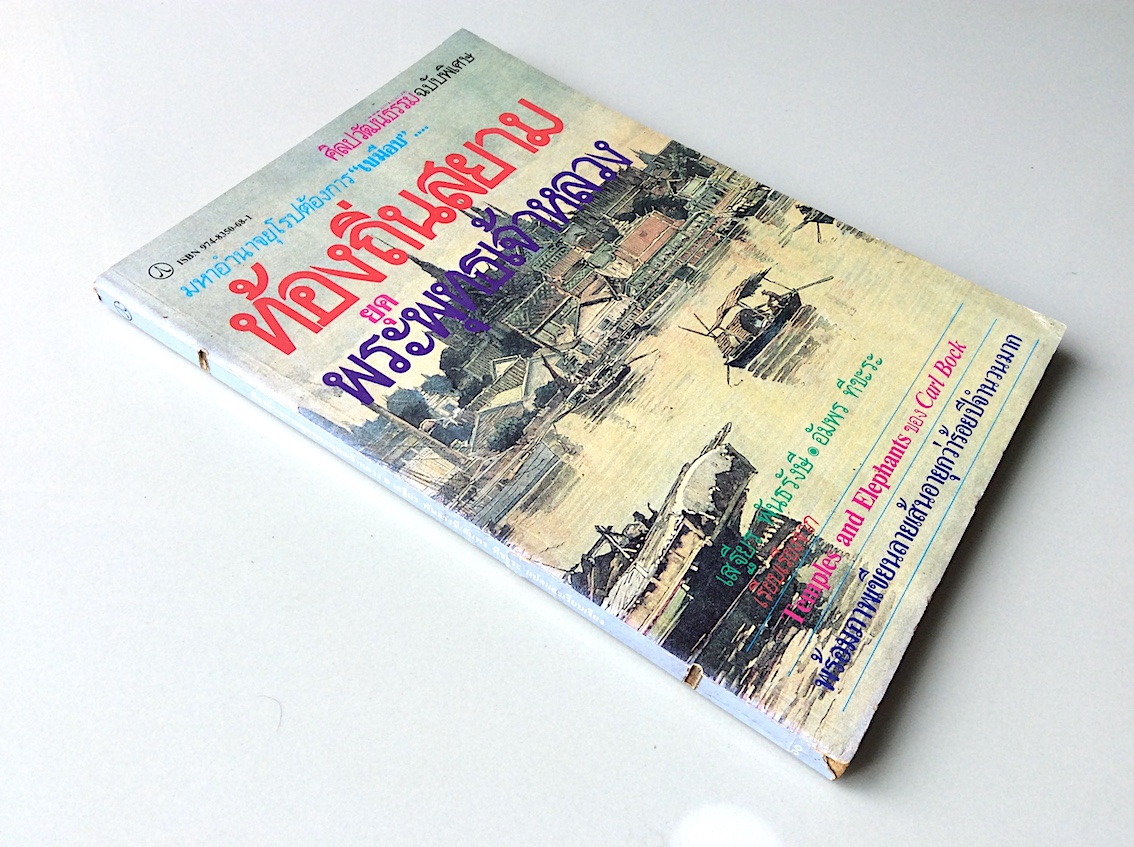 ศิลปวัฒนธรรมฉบับพิเศษ
ISBN 974-8350-68-1
มหาอำนาจยุโรปต้องการ "เขมือบ" ....
ท้องถิ่นสยาม
ยุค
พระพุทธเจ้าหลวง
เสฐียร พันธรังษี • อัมพร ทีขะระ
เรียบเรียงจาก
Temples and Elephants ของ Carl Bock
พร้อมภาพเขียนลายเส้นอายุกว่าร้อยปีจำนวนมาก